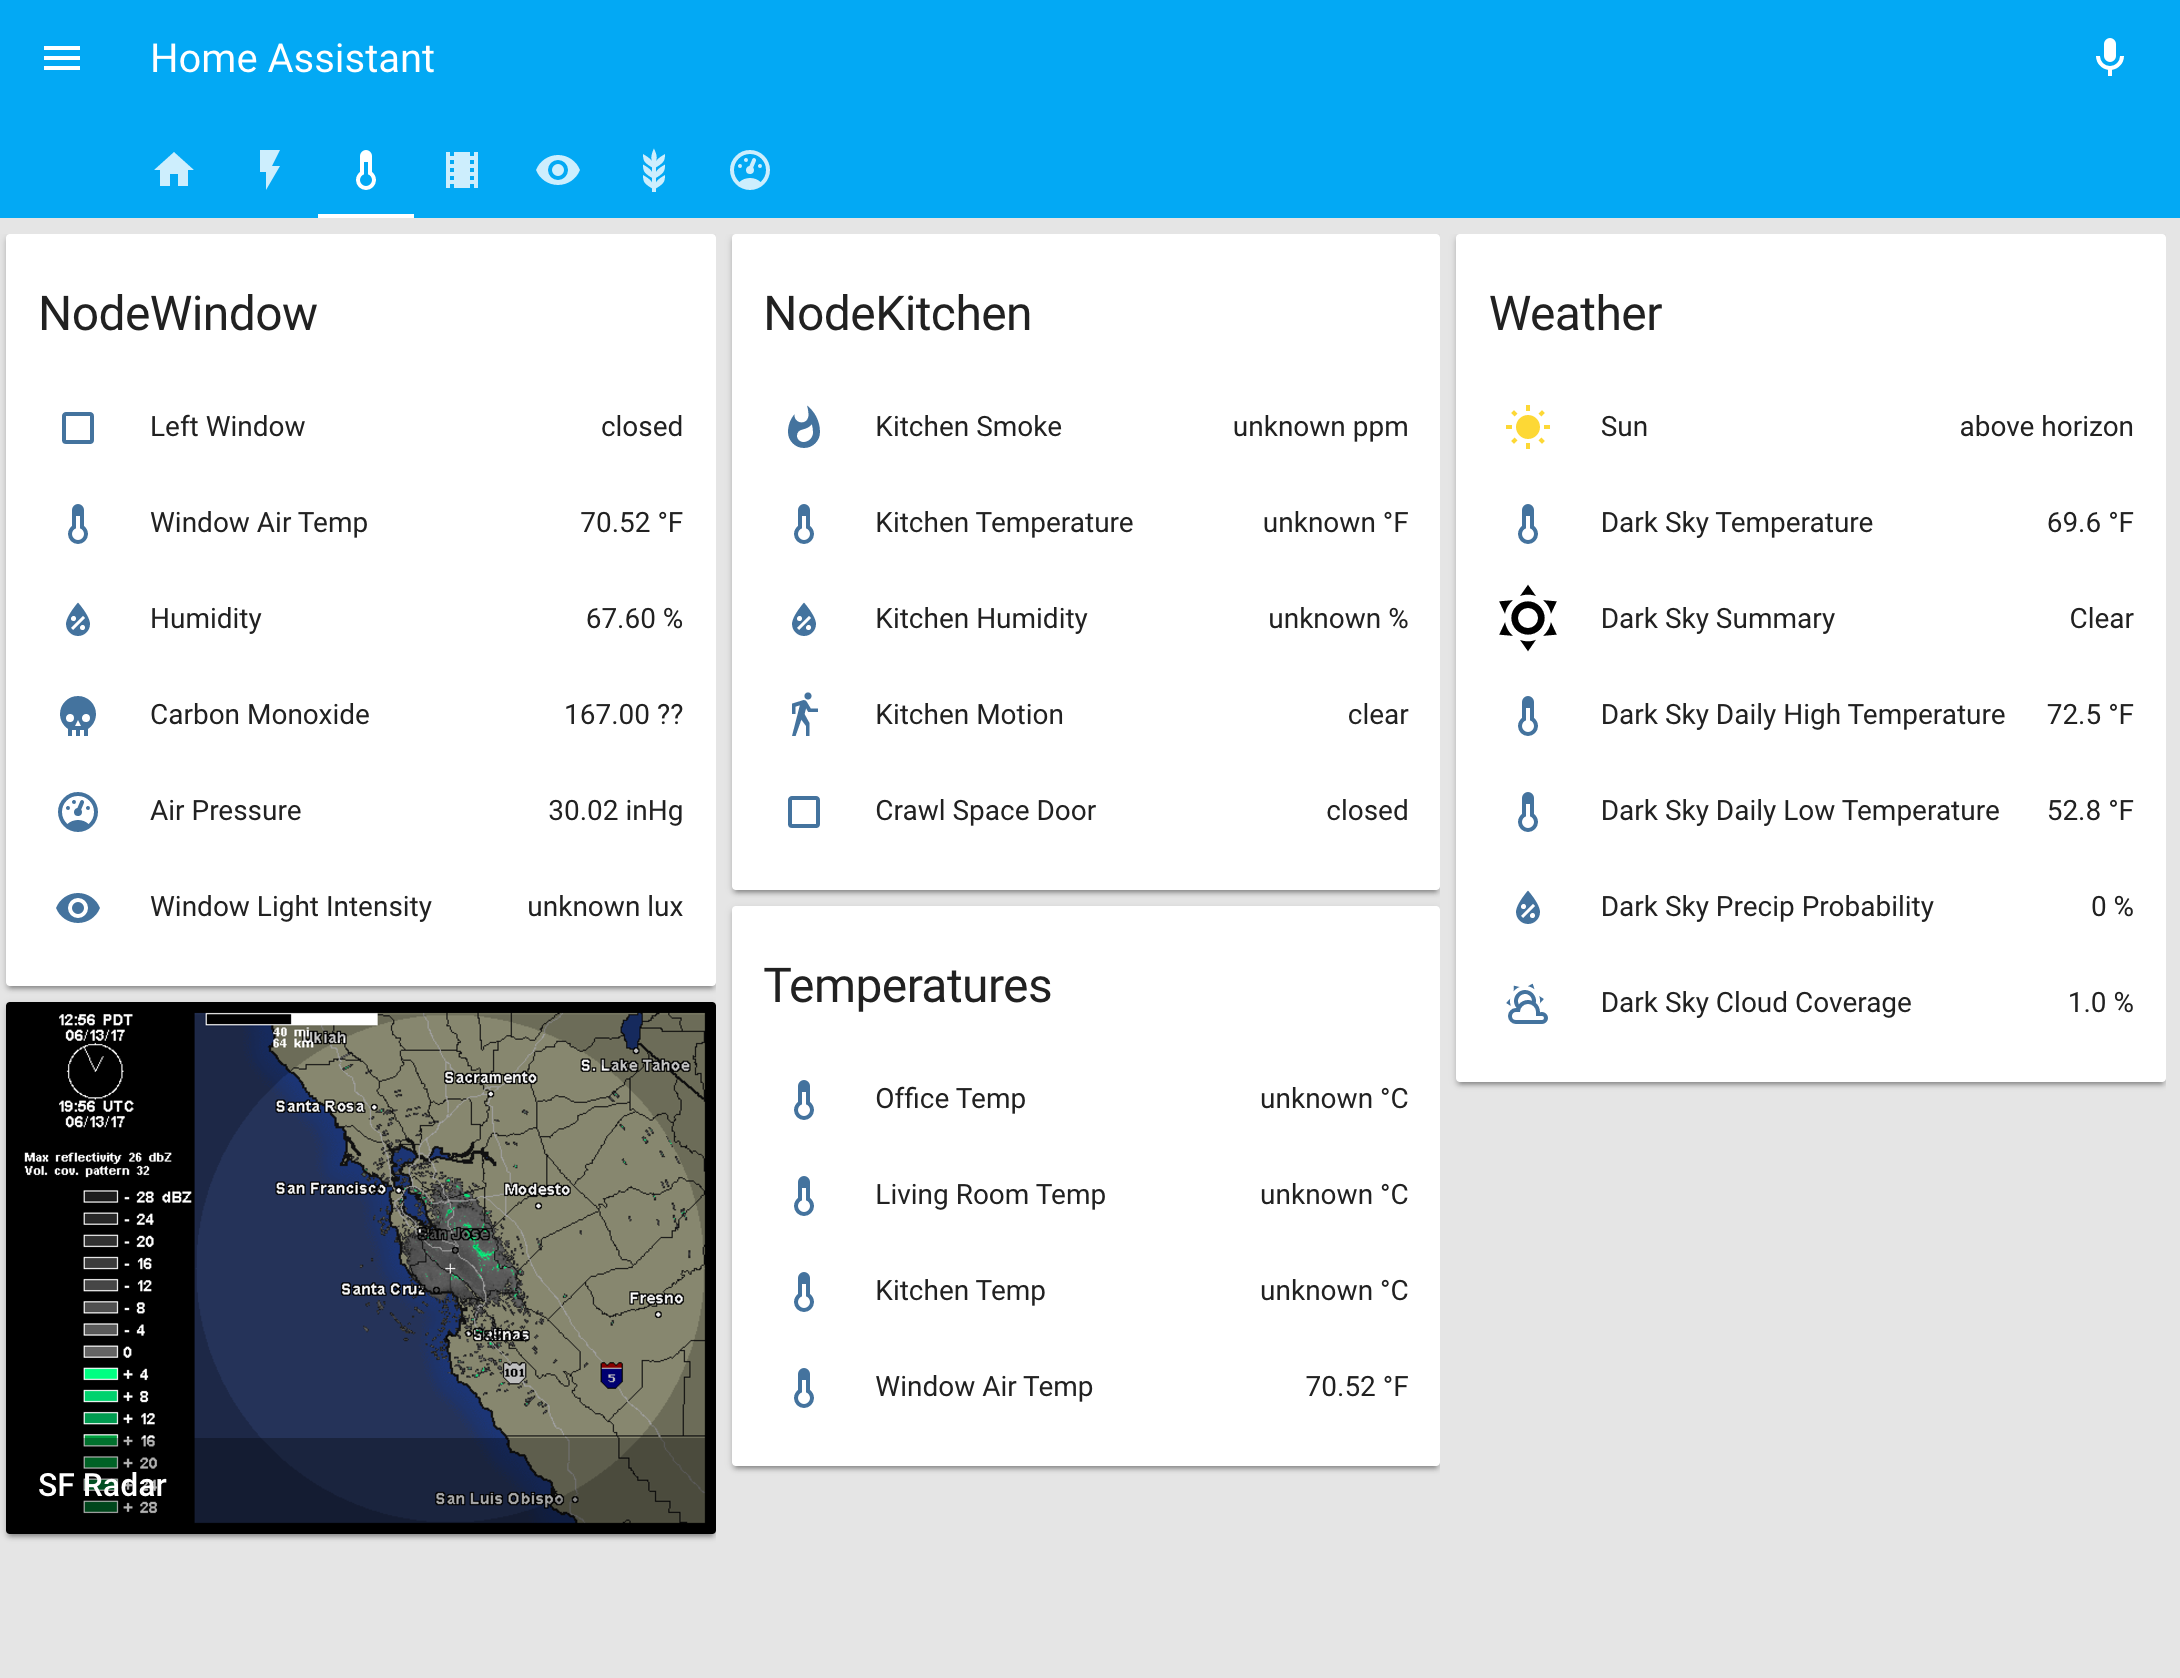 Home Assistant
NodeWindow
Left Window closed
Window Air Temp 70.52 °F
Humidity 67.60 %
Carbon Monoxide 167.00 ??
Air Pressure 30.02 inHg
Window Light Intensity unknown lux
12:56 PDT
06/13/17
19:56 UTC
06/13/17
Max reflectivity 26 dbZ
Vol. cov. pattern 32
- 28 dBZ
- 24
- 20
- 16
- 12
- 8
- 4
0
+ 4
+ 8
+ 12
+ 16
+ 20
+ 28
SF Radar
40 mi
64 km
Ukiah
S. Lake Tahoe
Sacramento
Santa Rosa
San Francisco
Modesto
San Jose
Santa Cruz
Fresno
Salinas
101
5
San Luis Obispo
NodeKitchen
Kitchen Smoke unknown ppm
Kitchen Temperature unknown °F
Kitchen Humidity unknown %
Kitchen Motion clear
Crawl Space Door closed
Temperatures
Office Temp unknown °C
Living Room Temp unknown °C
Kitchen Temp unknown °C
Window Air Temp 70.52 °F
Weather
Sun above horizon
Dark Sky Temperature 69.6 °F
Dark Sky Summary Clear
Dark Sky Daily High Temperature 72.5 °F
Dark Sky Daily Low Temperature 52.8 °F
Dark Sky Precip Probability 0 %
Dark Sky Cloud Coverage 1.0 %